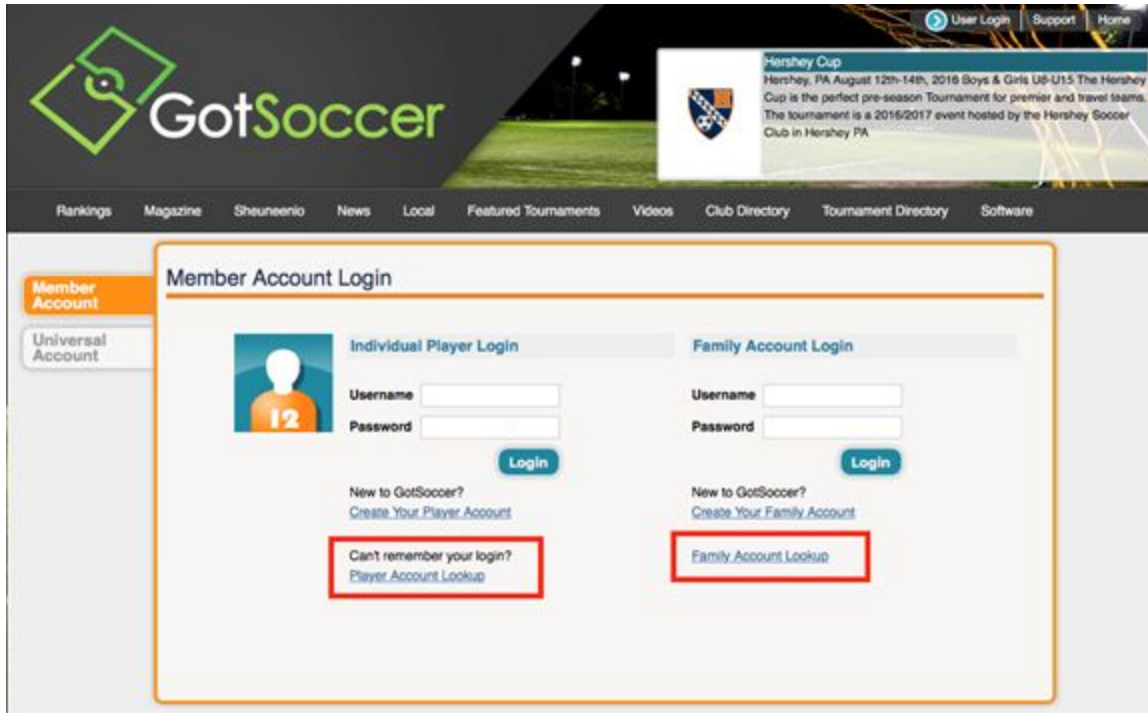 User Login Support Home
GotSoccer
Hershey Cup
Hershey, PA August 12th-14th, 2016 Boys & Girls U8-U15 The Hershey
Cup is the perfect pre-season Tournament for premier and travel teams.
The tournament is a 2016/2017 event hosted by the Hershey Soccer
Club in Hershey PA
Rankings Magazine Sheuneenio News Local Featured Tournaments Videos Club Directory Tournament Directory Software
Member
Account
Universal
Account
Member Account Login
12
Individual Player Login
Username
Password
Login
New to GotSoccer?
Create Your Player Account
Can't remember your login?
Player Account Lookup
Family Account Login
Username
Password
Login
New to GotSoccer?
Create Your Family Account
Family Account Lookup